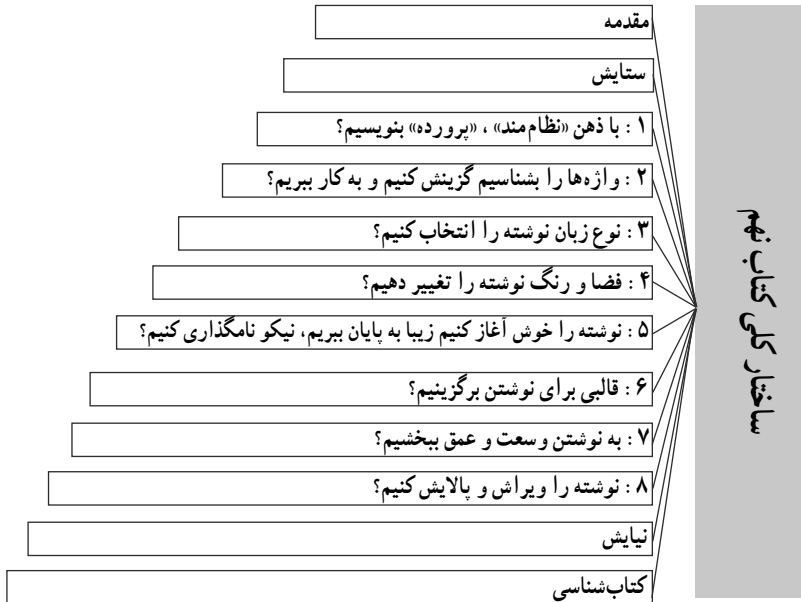 ساختار کلی کتاب نهم
مقدمه
ستایش
۱ : با ذهن «نظام‌مند» ، «پرورده» بنویسیم؟
۲ : واژه‌ها را بشناسیم گزینش کنیم و به کار ببریم؟
۳ : نوع زبان نوشته را انتخاب کنیم؟
۴ : فضا و رنگ نوشته را تغییر دهیم؟
۵ : نوشته را خوش آغاز کنیم زیبا به پایان ببریم، نیکو نامگذاری کنیم؟
۶ : قالبی برای نوشتن برگزینیم؟
۷ : به نوشتن وسعت و عمق ببخشیم؟
۸ : نوشته را ویراش و پالایش کنیم؟
نیایش
کتاب‌شناسی